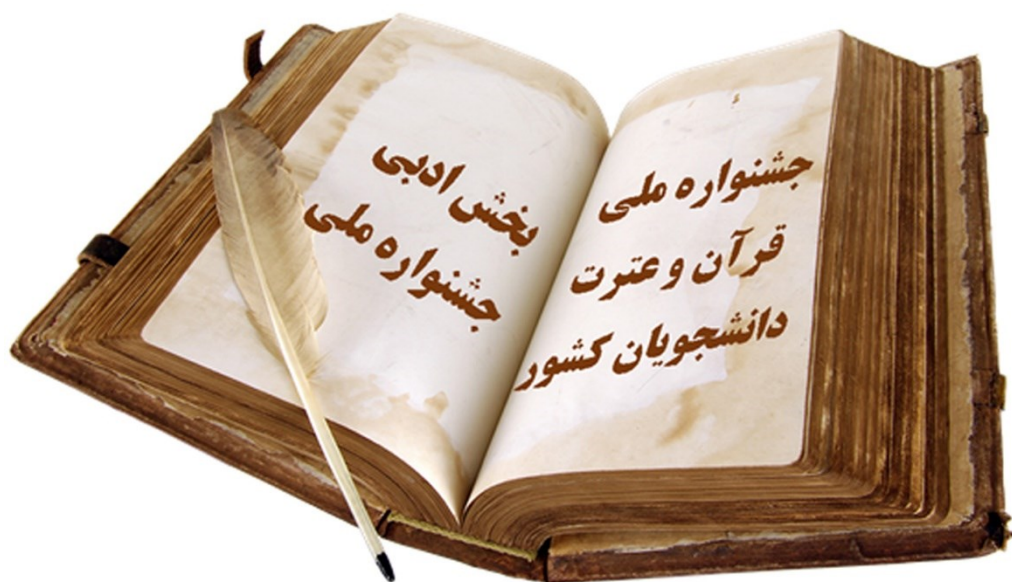 جشنواره ملی
قرآن و عترت
دانشجویان کشور
بخش ادبی
جشنواره ملی